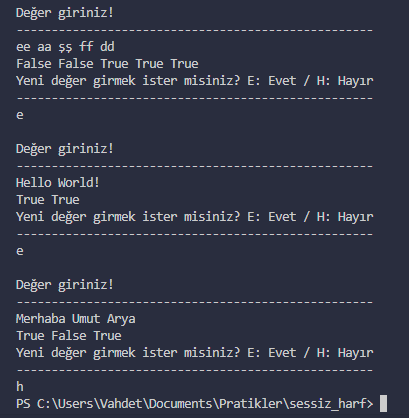 Değer giriniz!
---------------------------------------------------
ee aa şş ff dd
False False True True True
Yeni değer girmek ister misiniz? E: Evet / H: Hayır
---------------------------------------------------
e
Değer giriniz!
---------------------------------------------------
Hello World!
True True
Yeni değer girmek ister misiniz? E: Evet / H: Hayır
---------------------------------------------------
e
Değer giriniz!
---------------------------------------------------
Merhaba Umut Arya
True False True
Yeni değer girmek ister misiniz? E: Evet / H: Hayır
---------------------------------------------------
h
PS C:\Users\Vahdet\Documents\Pratikler\sessiz_harf>